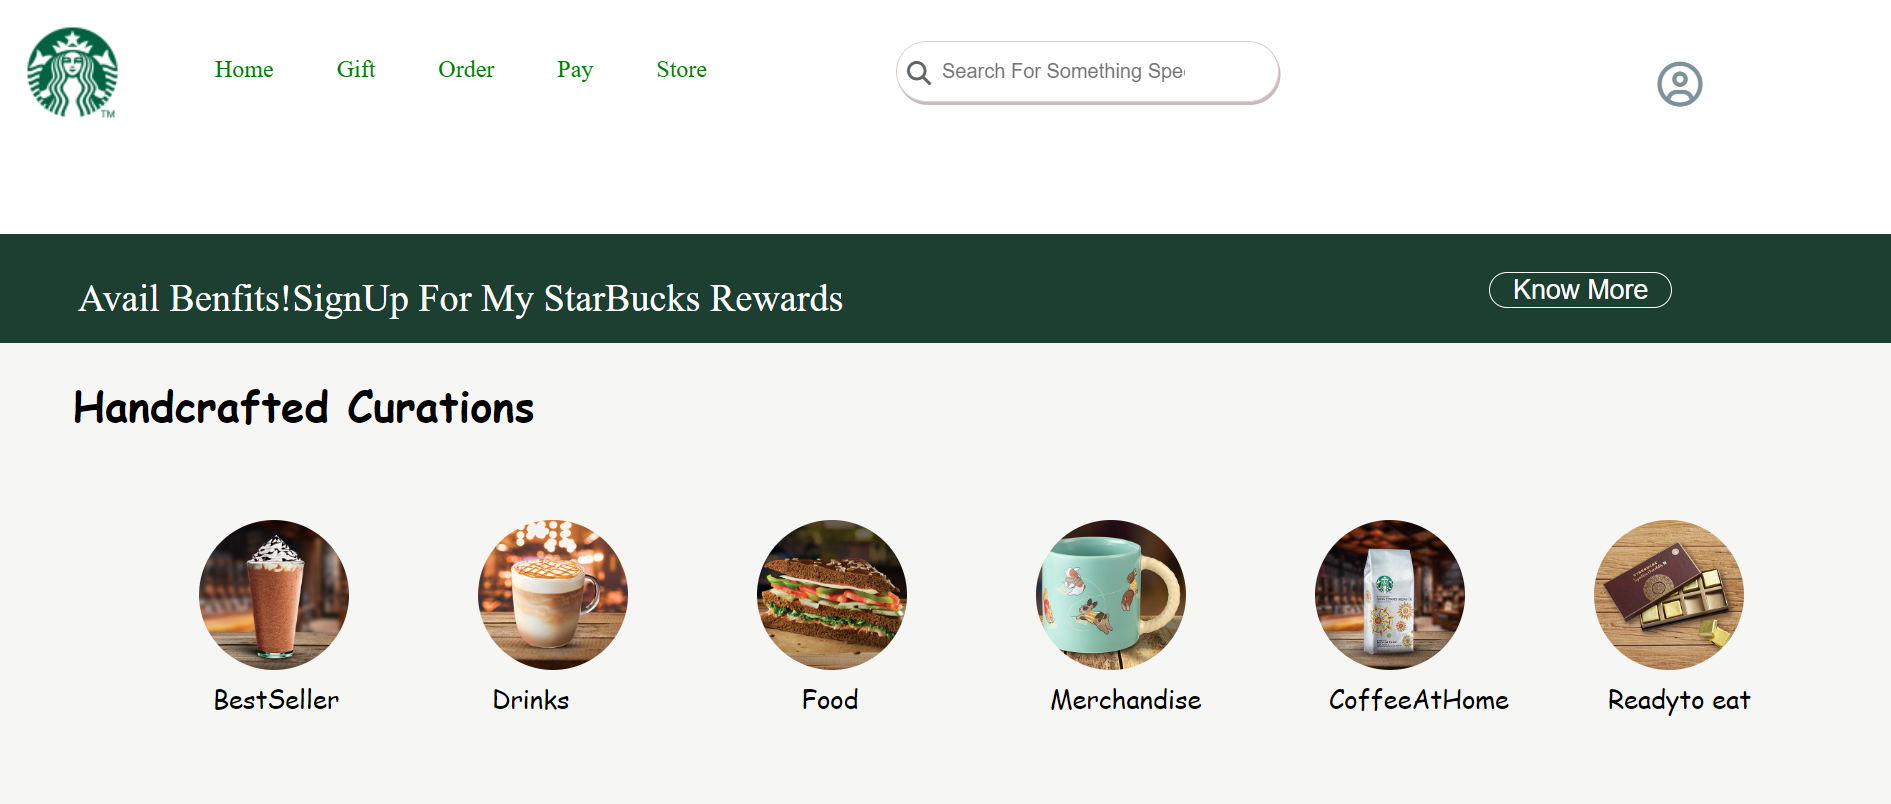 TM
Home Gift Order Pay Store
Search For Something Spe
Avail Benfits!SignUp For My StarBucks Rewards
Know More
Handcrafted Curations
BestSeller Drinks Food Merchandise CoffeeAtHome Readyto eat